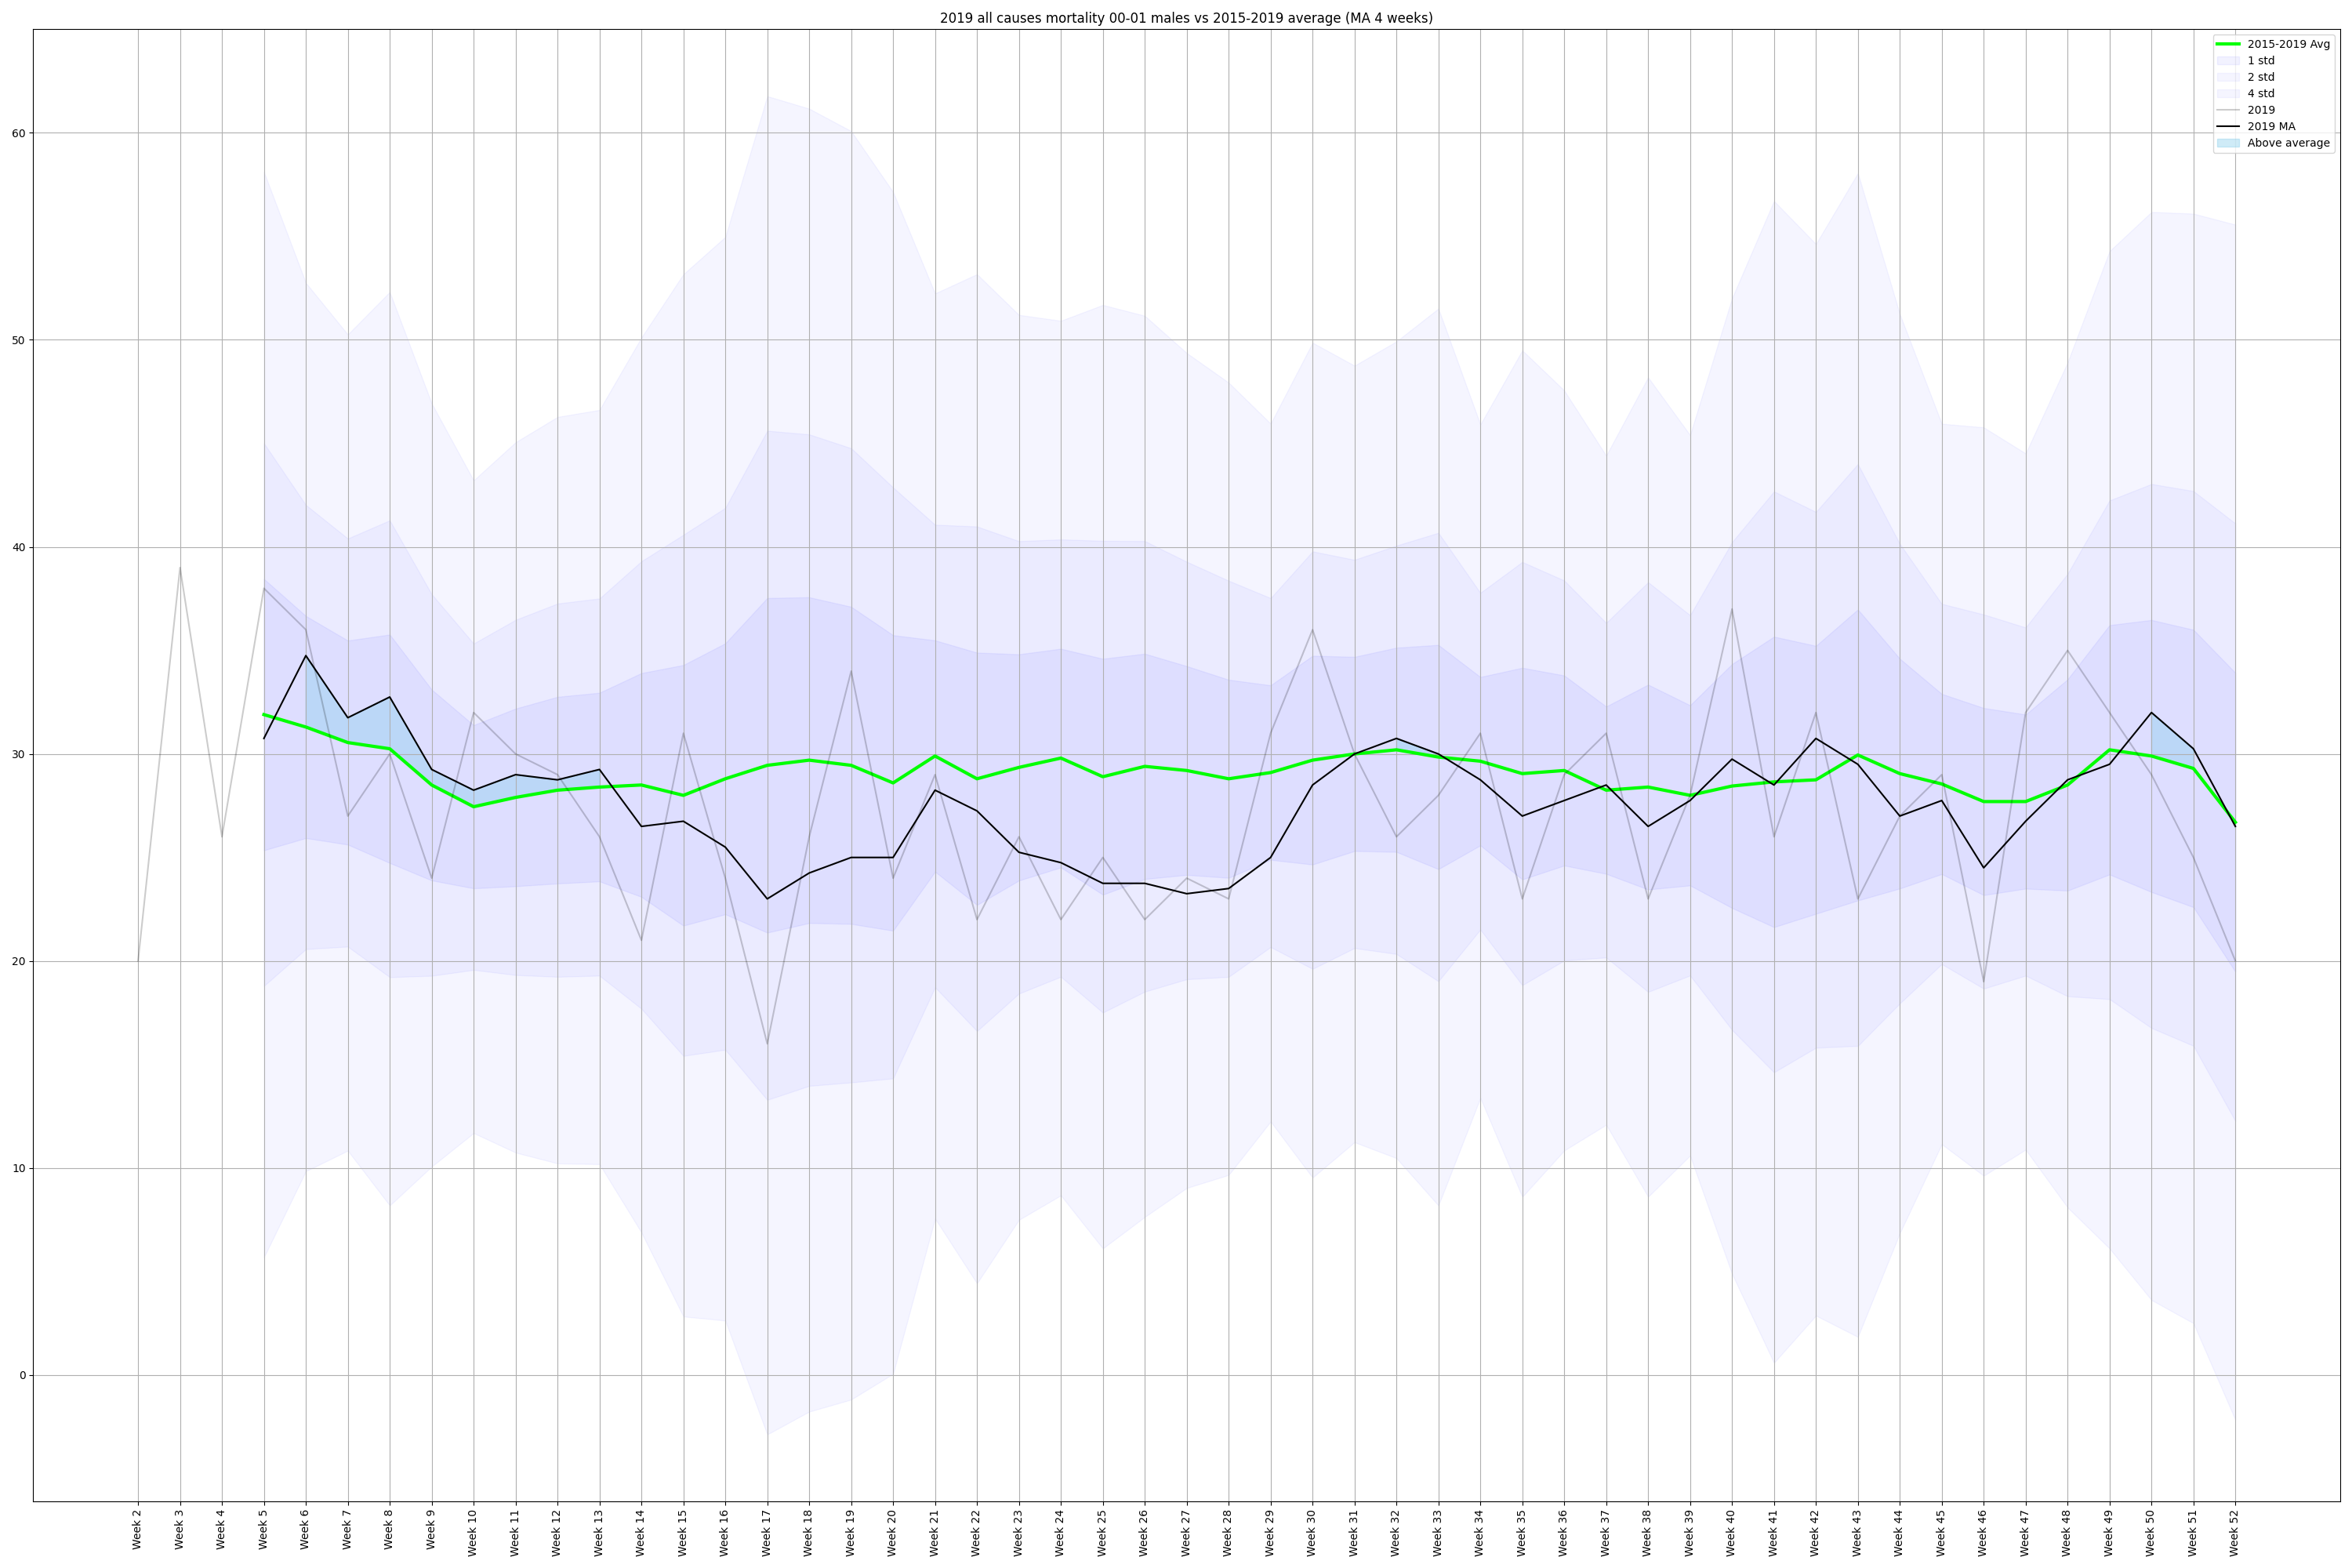 2019 all causes mortality 00-01 males vs 2015-2019 average (MA 4 weeks)
2015-2019 Avg
1 std
2 std
4 std
2019
2019 MA
Above average
60
50
40
30
20
10
0
Week 2
Week 3
Week 4
Week 5
Week 6
Week 7
Week 8
Week 9
Week 10
Week 11
Week 12
Week 13
Week 14
Week 15
Week 16
Week 17
Week 18
Week 19
Week 20
Week 21
Week 22
Week 23
Week 24
Week 25
Week 26
Week 27
Week 28
Week 29
Week 30
Week 31
Week 32
Week 33
Week 34
Week 35
Week 36
Week 37
Week 38
Week 39
Week 40
Week 41
Week 42
Week 43
Week 44
Week 45
Week 46
Week 47
Week 48
Week 49
Week 50
Week 51
Week 52